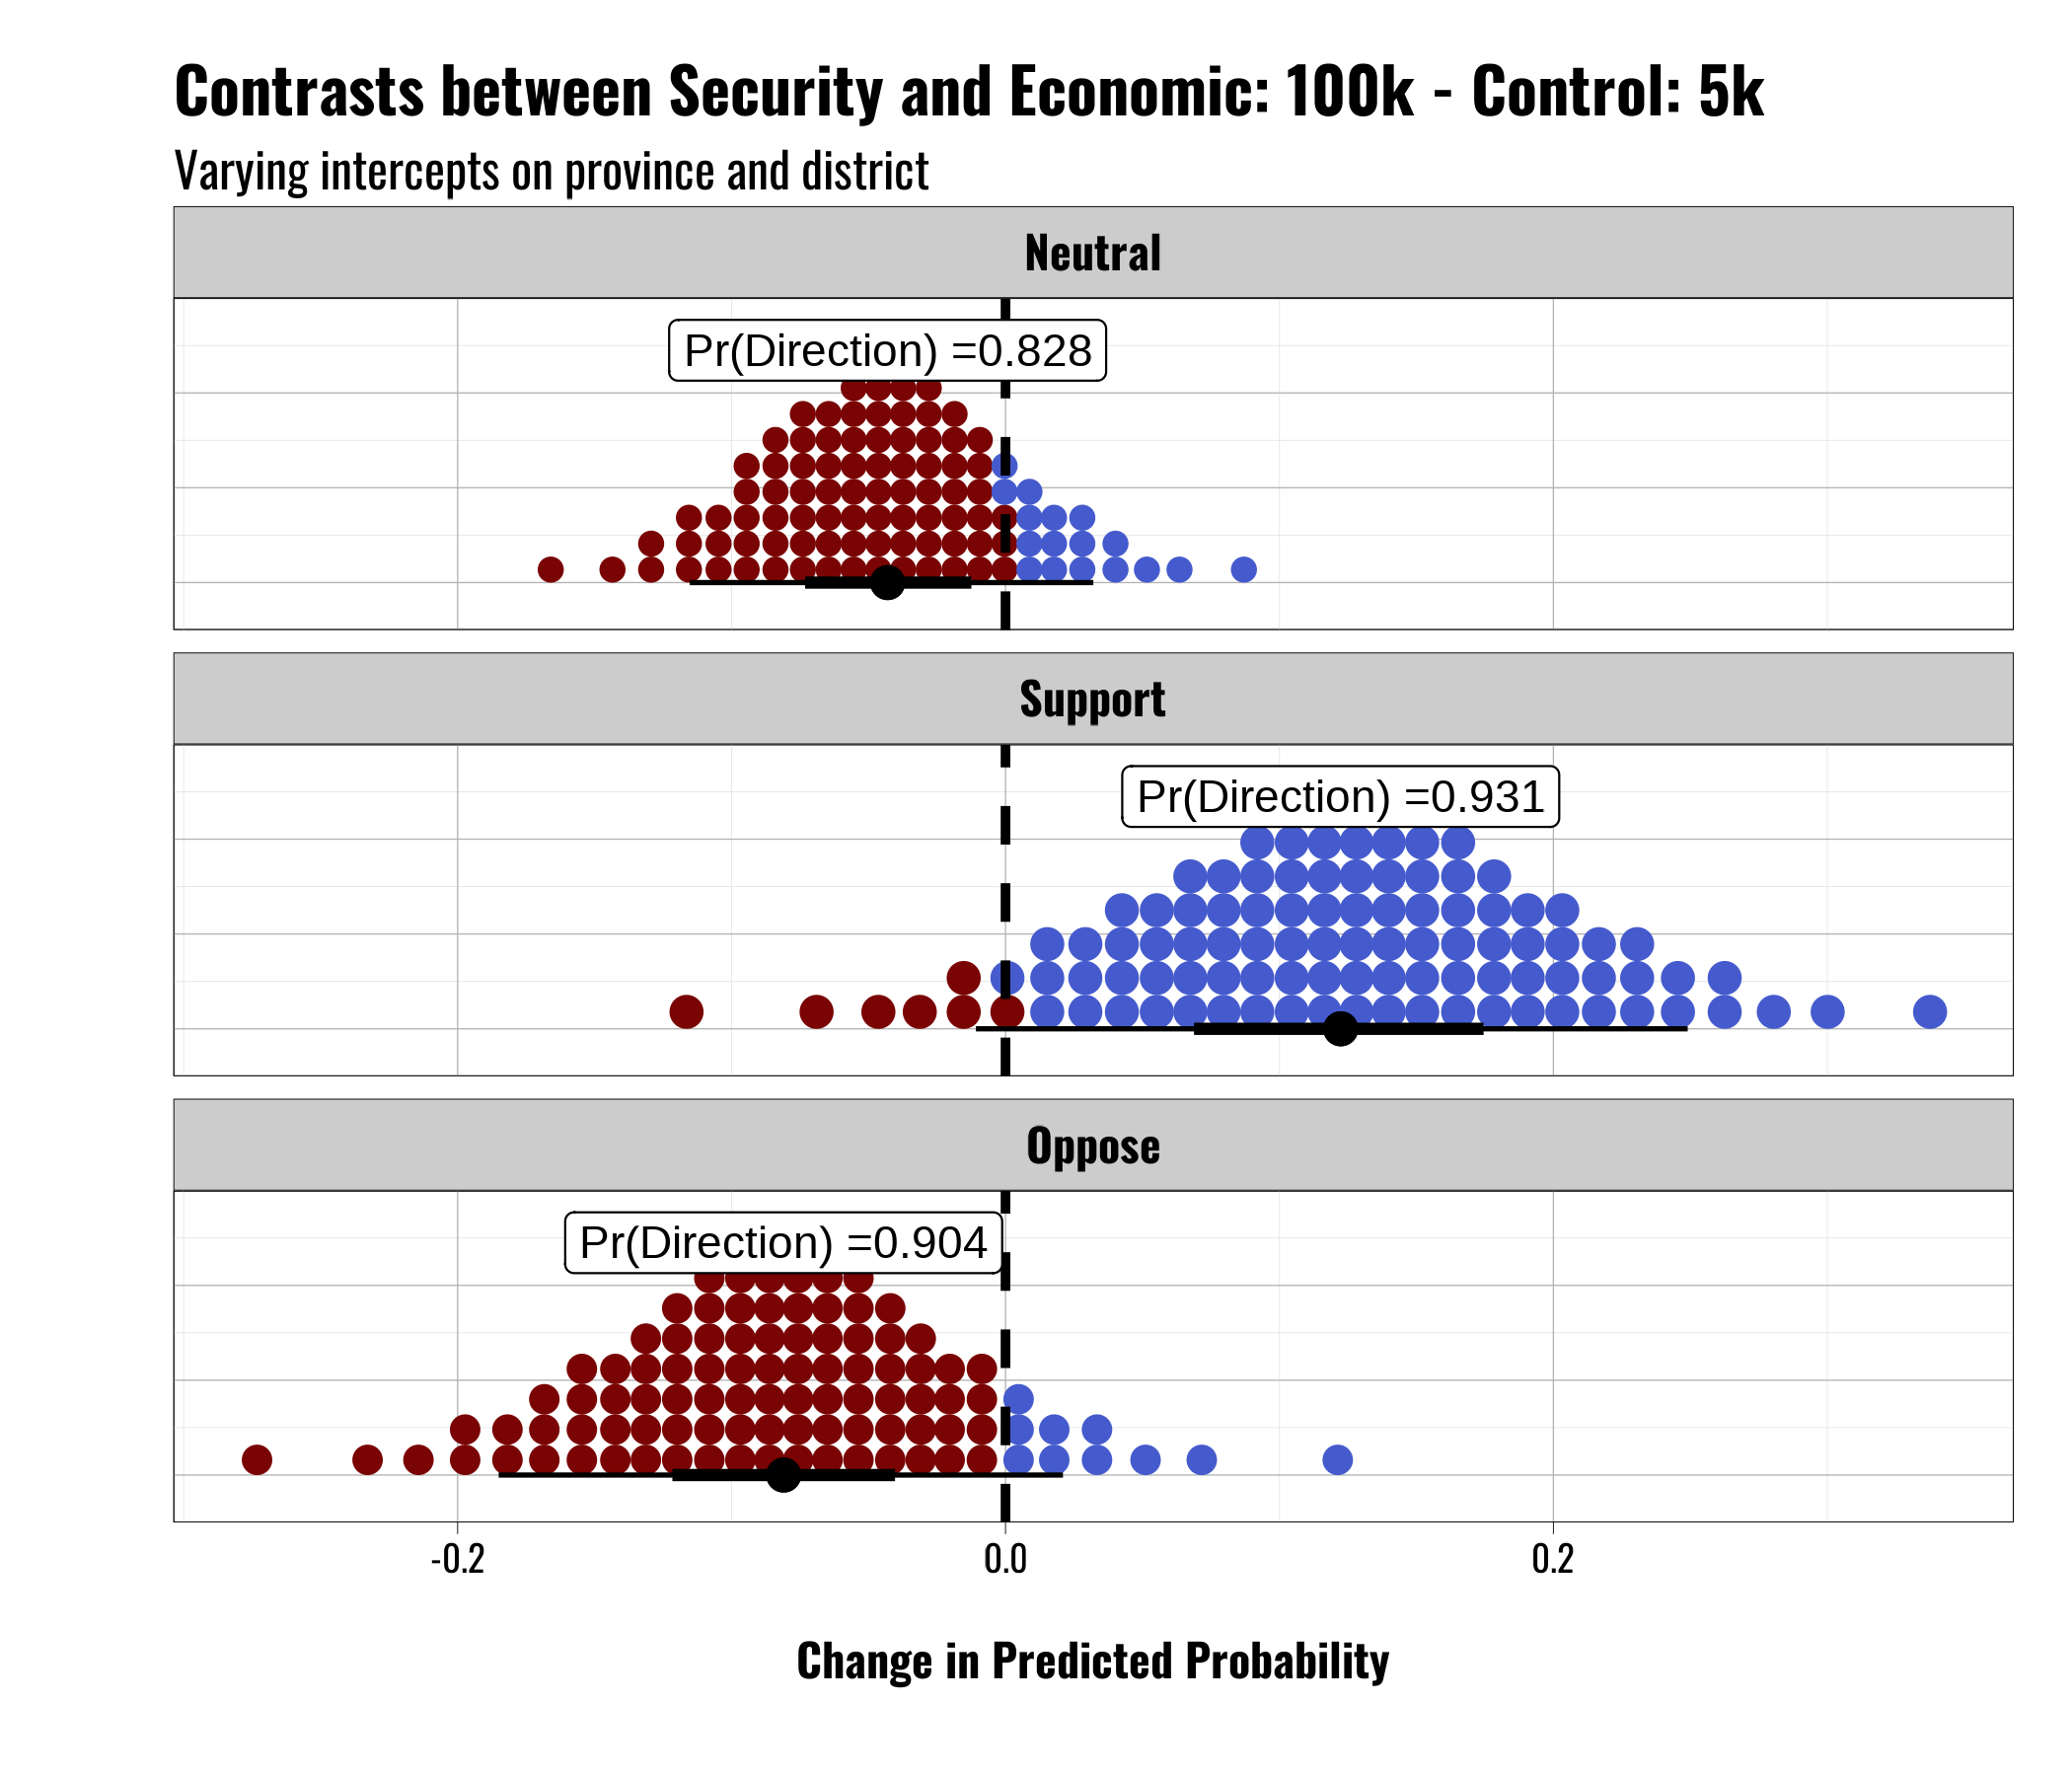 Contrasts between Security and Economic: 100k - Control: 5k
Varying intercepts on province and district
Neutral
Pr(Direction) =0.828
Support
Pr(Direction) =0.931
Oppose
Pr(Direction) =0.904
-0.2 0.0 0.2
Change in Predicted Probability